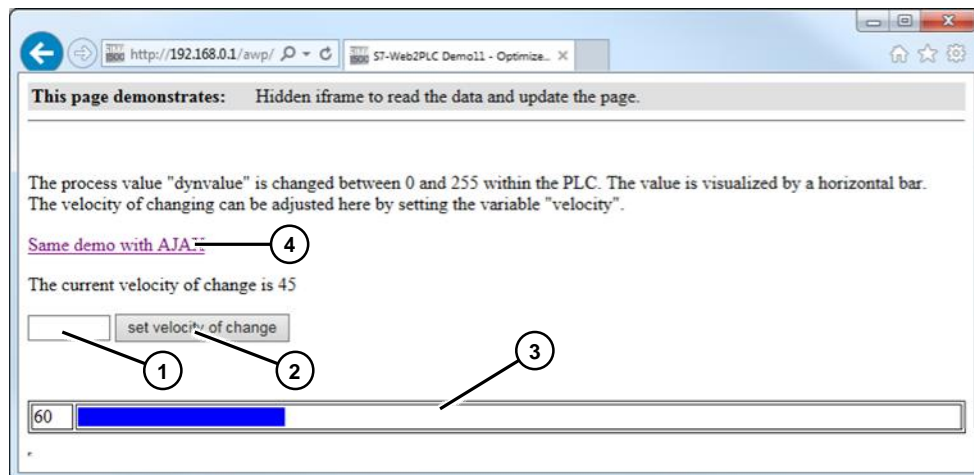 http://192.168.0.1/awp/
S7-Web2PLC Demo11 - Optimize...
This page demonstrates: Hidden iframe to read the data and update the page.
The process value "dynvalue" is changed between 0 and 255 within the PLC. The value is visualized by a horizontal bar.
The velocity of changing can be adjusted here by setting the variable "velocity".
Same demo with AJAX
4
The current velocity of change is 45
set velocity of change
1
2
3
60